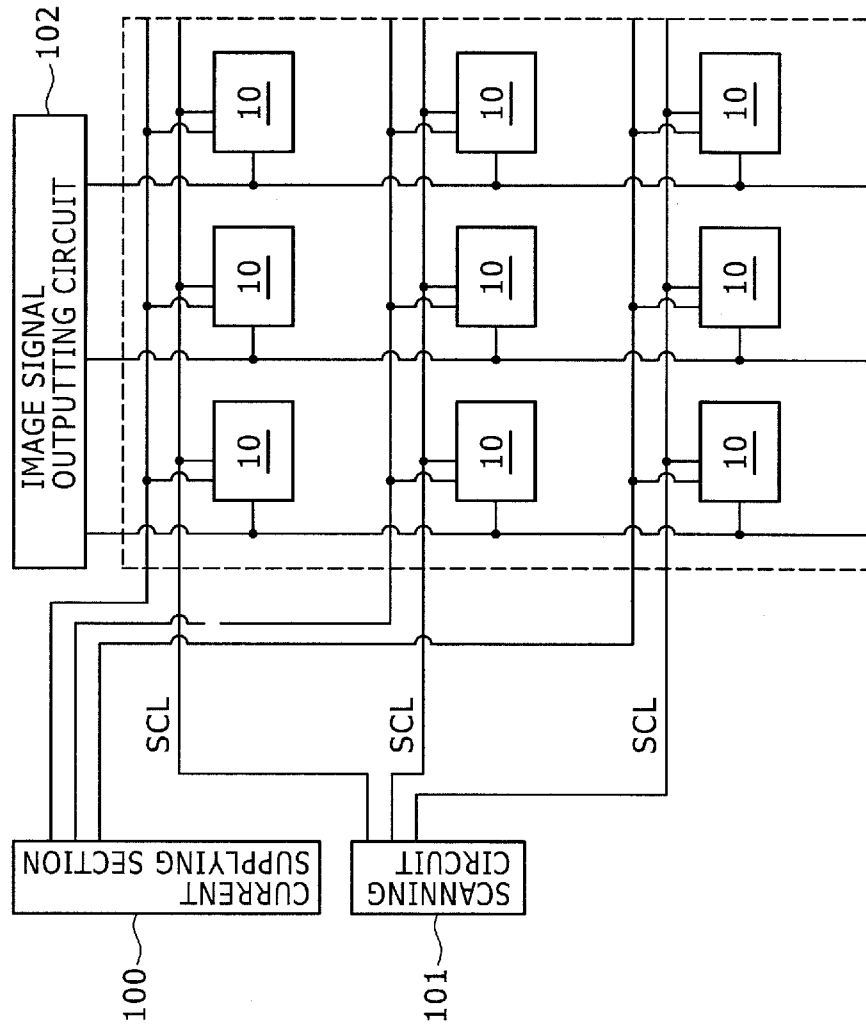 IMAGE SIGNAL
OUTPUTTING CIRCUIT
102
10
10
10
10
10
10
10
10
10
SCL
SCL
SCL
CURRENT
SUPPLYING SECTION
100
SCANNING
CIRCUIT
101